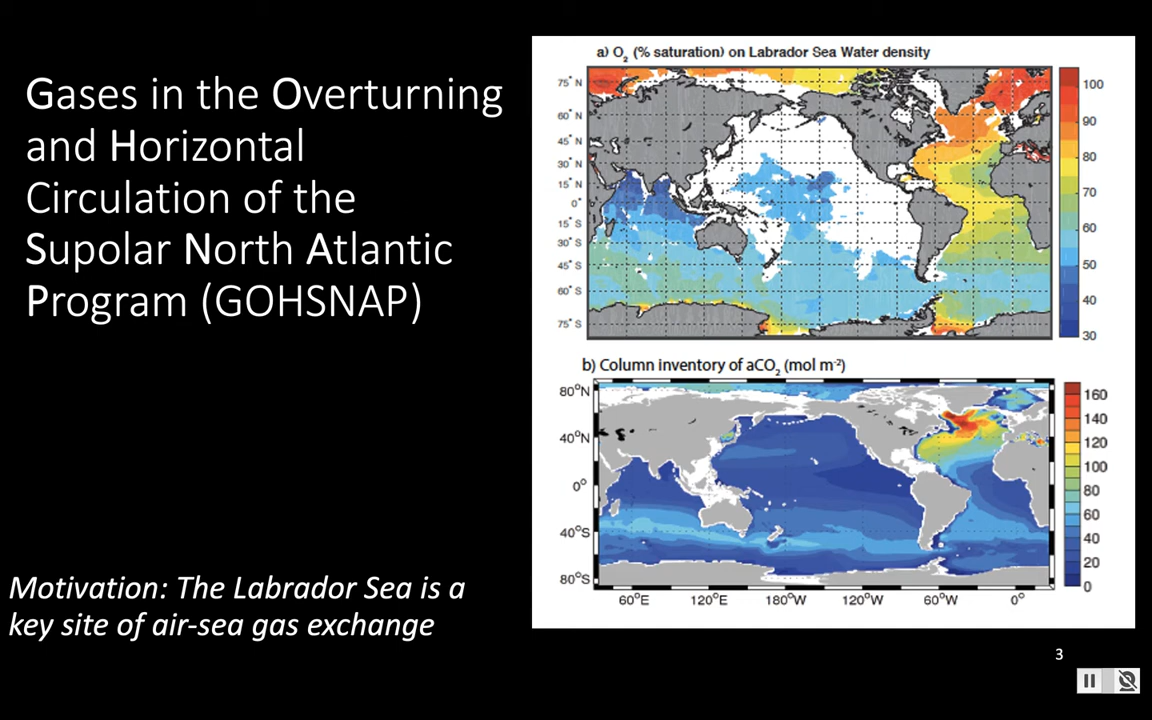 Gases in the Overturning
and Horizontal
Circulation of the
Supolar North Atlantic
Program (GOHSNAP)
Motivation: The Labrador Sea is a
key site of air-sea gas exchange
a) O₂ (% saturation) on Labrador Sea Water density
75° N
60° N
45° N
30° N
15° N
0°
15° S
30° S
45° S
60° S
75° S
100
90
80
70
60
50
40
30
b) Column inventory of aCO₂ (mol m⁻²)
80°N
40°N
0°
40°S
80°S
60°E 120°E 180°W 120°W 60°W 0°
160
140
120
100
80
60
40
20
0
3